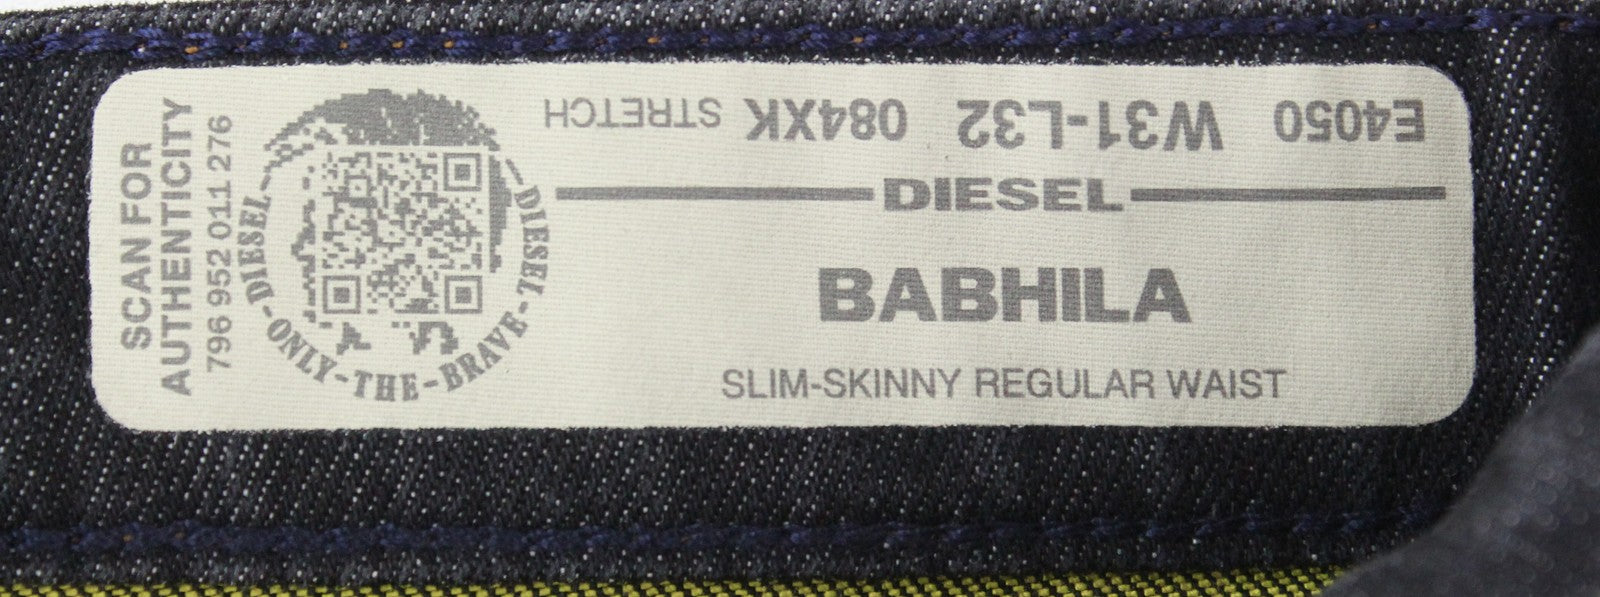 SCAN FOR
AUTHENTICITY
796 952 011 276
DIESEL-ONLY-THE-BRAVE-DIESEL
E4050 W31-L32 084XK STRETCH
DIESEL
BABHILA
SLIM-SKINNY REGULAR WAIST